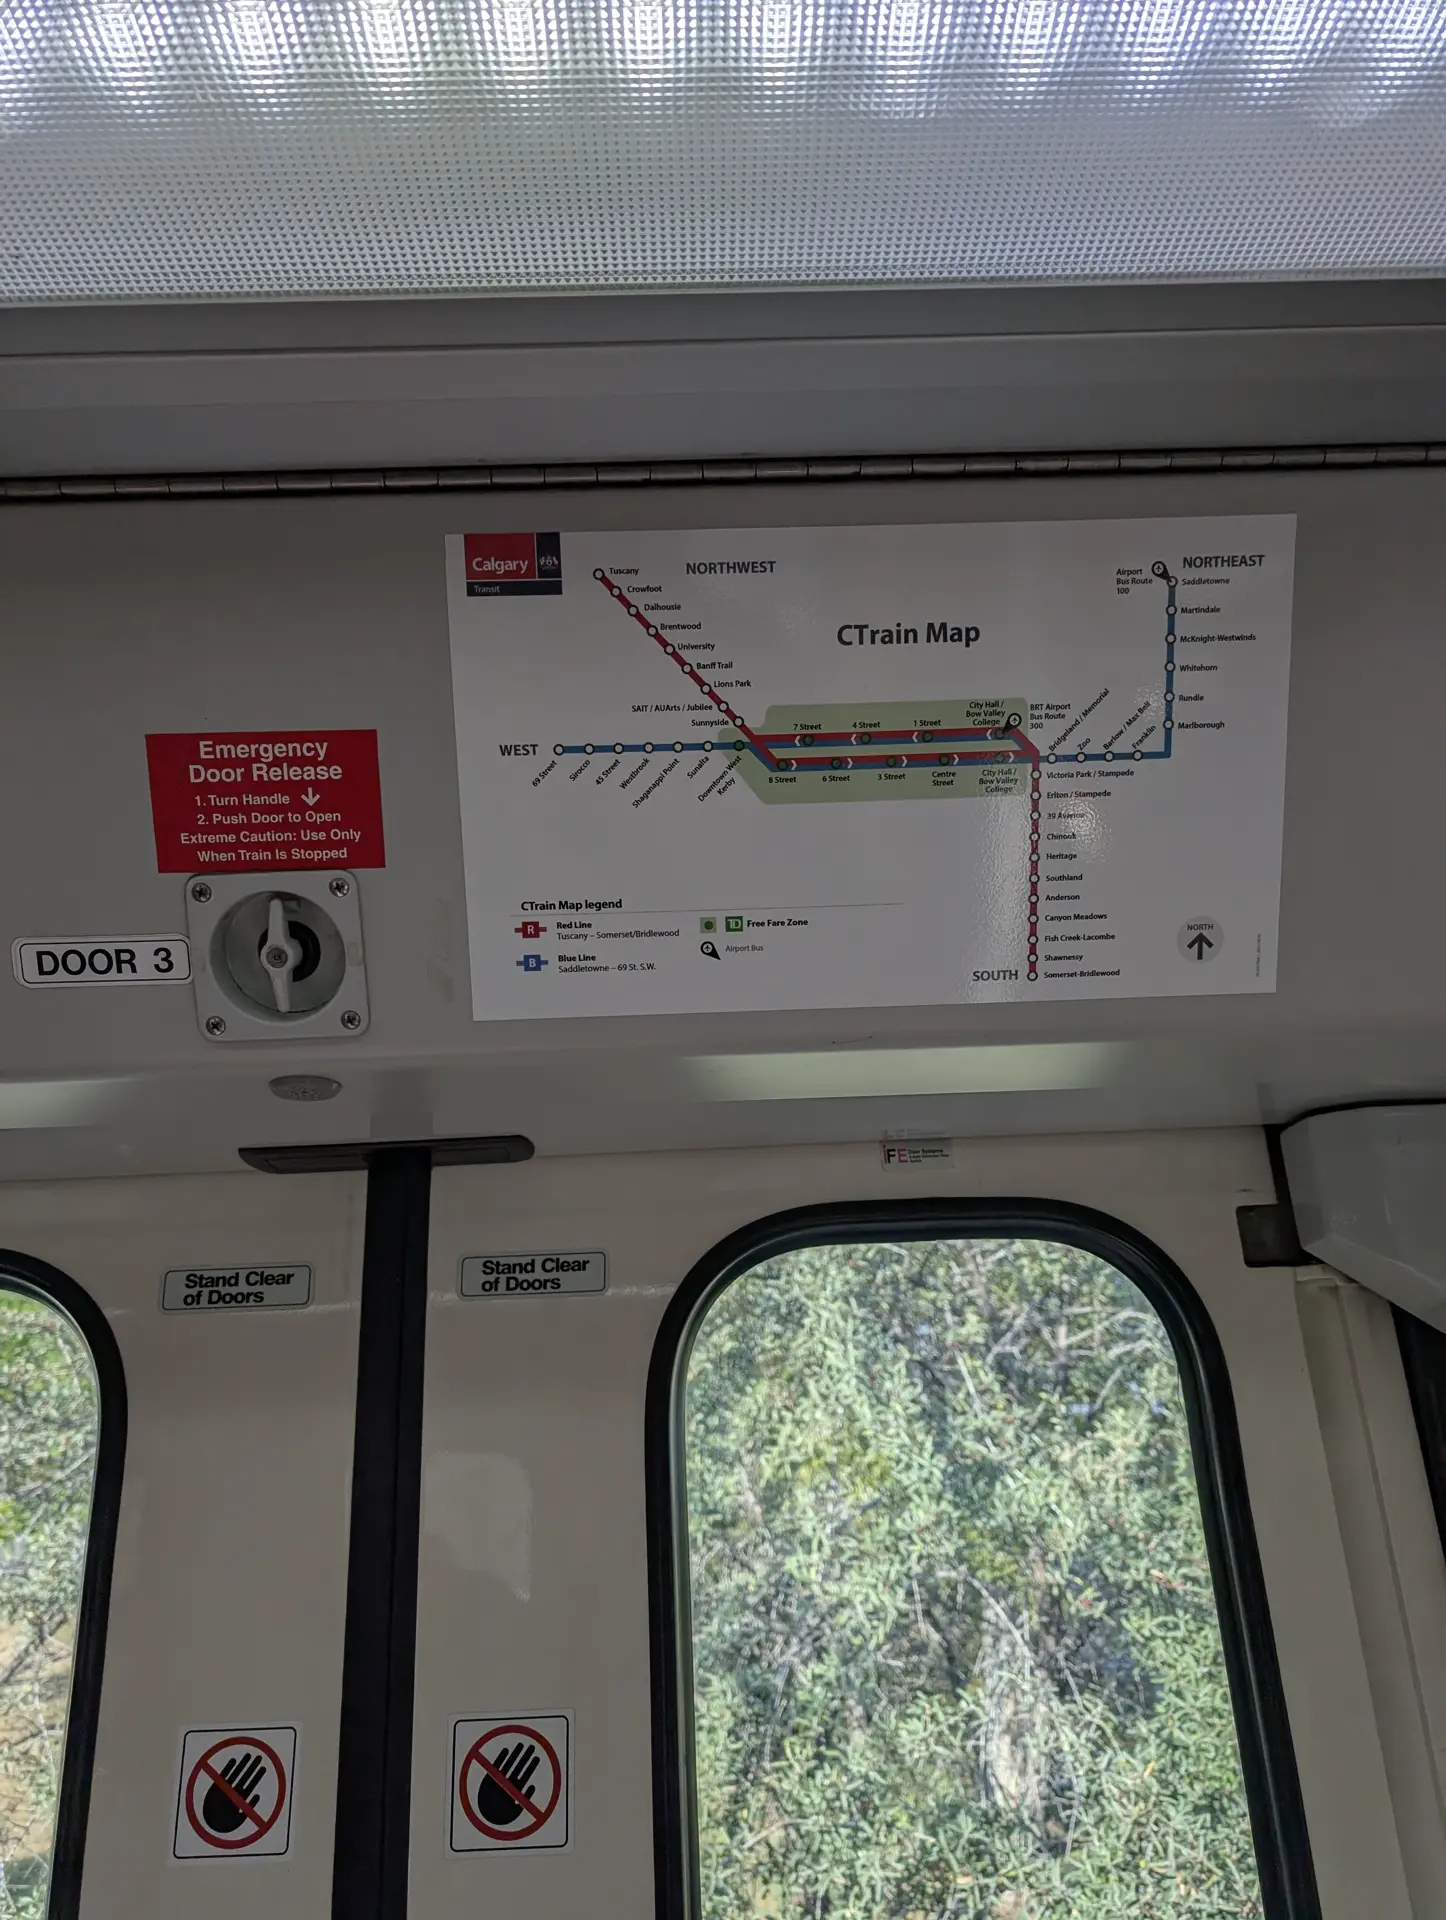 Calgary
Transit
NORTHWEST
NORTHEAST
CTrain Map
Tuscany
Crowfoot
Dalhousie
Brentwood
University
Banff Trail
Lions Park
SAIT / AUArts / Jubilee
Sunnyside
Airport
Bus Route
100
Saddletowne
Martindale
McKnight-Westwinds
Whitehorn
Rundle
Marlborough
WEST
69 Street
Sirocco
45 Street
Westbrook
Shaganappi Point
Sunalta
Downtown West
Kerby
7 Street
4 Street
1 Street
City Hall /
Bow Valley
College
BRT Airport
Bus Route
300
8 Street
6 Street
3 Street
Centre
Street
City Hall /
Bow Valley
College
Bridgeland / Memorial
Zoo
Barlow / Max Bell
Franklin
Victoria Park / Stampede
Erlton / Stampede
39 Avenue
Chinook
Heritage
Southland
Anderson
Canyon Meadows
Fish Creek-Lacombe
Shawnessy
Somerset-Bridlewood
SOUTH
NORTH
CTrain Map legend
R
Red Line
Tuscany – Somerset/Bridlewood
B
Blue Line
Saddletowne – 69 St. S.W.
TD
Free Fare Zone
Airport Bus
Emergency
Door Release
1. Turn Handle
2. Push Door to Open
Extreme Caution: Use Only
When Train Is Stopped
DOOR 3
iFE
Door Systems
Stand Clear
of Doors
Stand Clear
of Doors